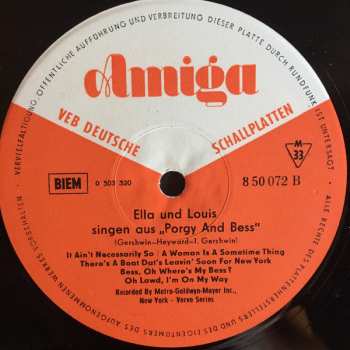 VERVIELFÄLTIGUNG, ÖFFENTLICHE AUFFÜHRUNG UND VERBREITUNG DIESER PLATTE DURCH RUNDFUNK IST UNTERSAGT
Amiga
VEB DEUTSCHE SCHALLPLATTEN
BIEM
0 503 520
M
33
8 50 072 B
Ella und Louis
singen aus „Porgy And Bess"
(Gershwin-Heyward-I. Gershwin)
It Ain't Necessarily So / A Woman Is A Sometime Thing
There's A Boat Dat's Leavin' Soon For New York
Bess, Oh Where's My Bess?
Oh Lawd, I'm On My Way
Recorded By Metro-Goldwyn-Mayer Inc.,
New York - Verve Series
ALLE RECHTE DES PLATTENHERSTELLERS UND DES EIGENTÜMERS DES AUFGENOMMENEN WERKES VORBEHALTEN